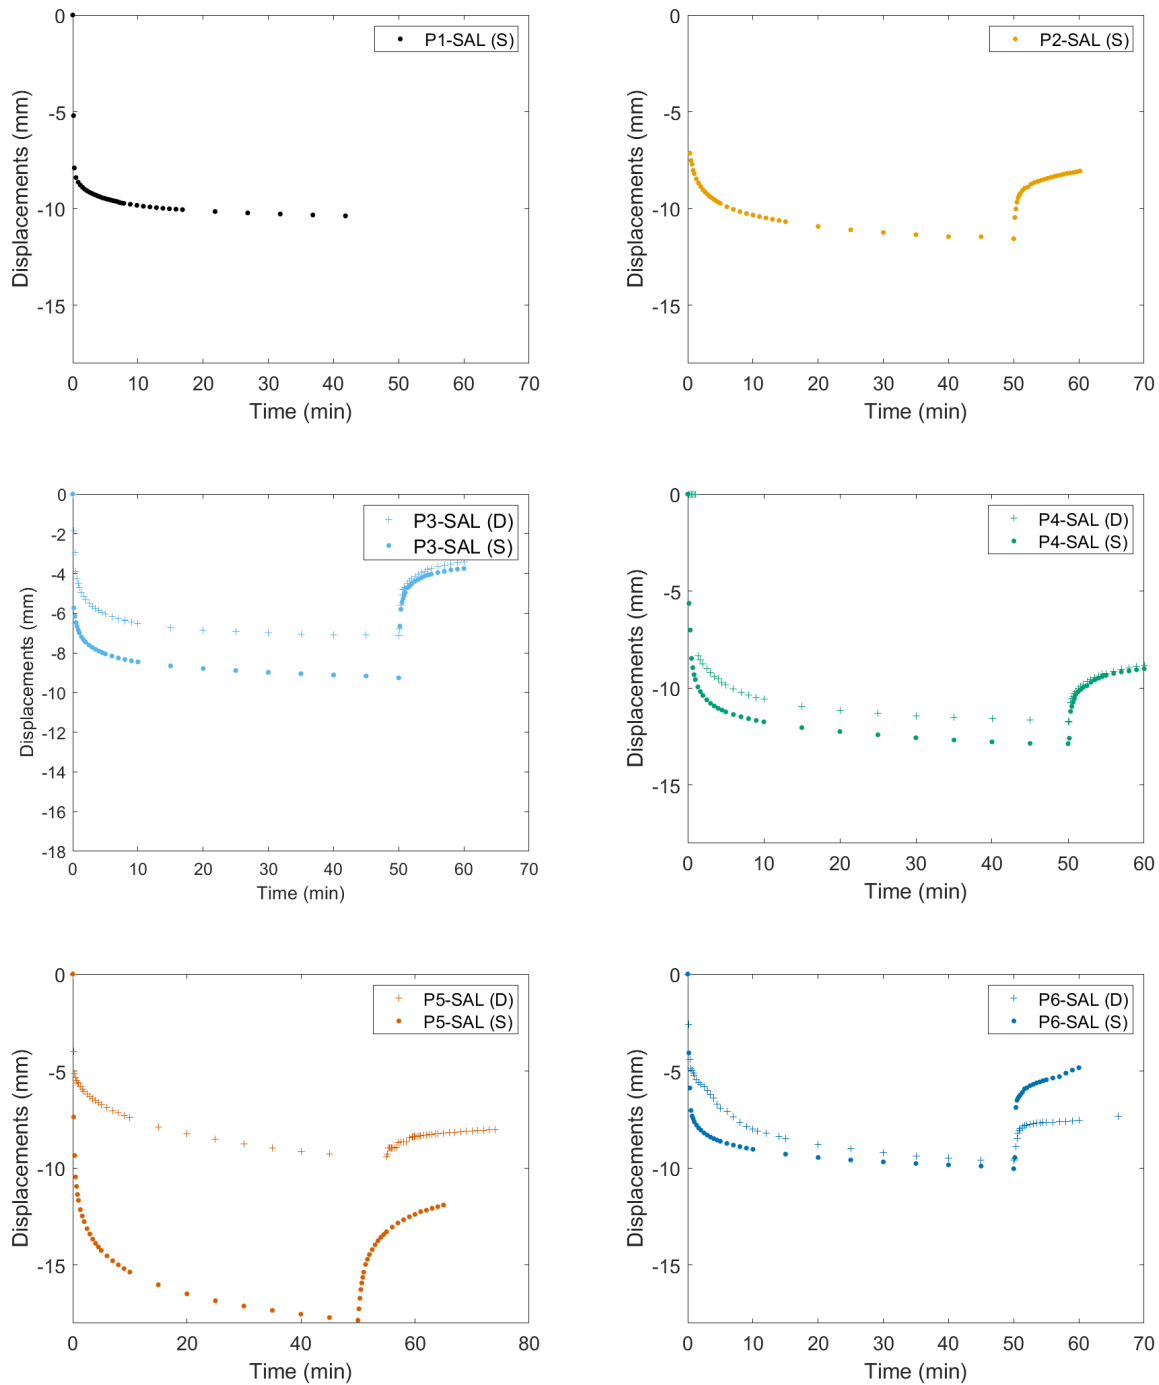 P1-SAL (S)
0
-5
-10
-15
Displacements (mm)
0 10 20 30 40 50 60 70
Time (min)
P2-SAL (S)
0
-5
-10
-15
Displacements (mm)
0 10 20 30 40 50 60 70
Time (min)
P3-SAL (D)
P3-SAL (S)
0
-2
-4
-6
-8
-10
-12
-14
-16
-18
Displacements (mm)
0 10 20 30 40 50 60 70
Time (min)
P4-SAL (D)
P4-SAL (S)
0
-5
-10
-15
Displacements (mm)
0 10 20 30 40 50 60
Time (min)
P5-SAL (D)
P5-SAL (S)
0
-5
-10
-15
Displacements (mm)
0 20 40 60 80
Time (min)
P6-SAL (D)
P6-SAL (S)
0
-5
-10
-15
Displacements (mm)
0 10 20 30 40 50 60 70
Time (min)